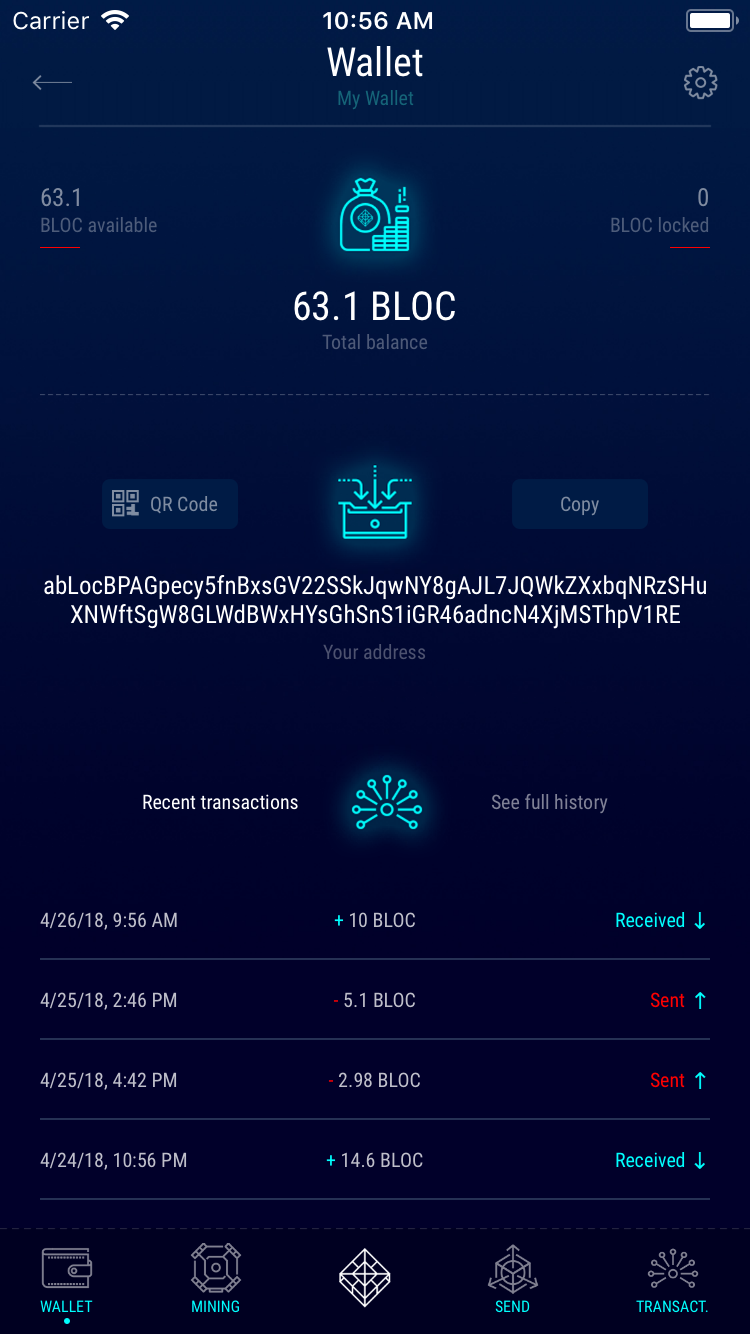 Carrier 10:56 AM
Wallet
My Wallet
63.1
BLOC available
0
BLOC locked
63.1 BLOC
Total balance
QR Code
Copy
abLocBPAGpecy5fnBxsGV22SSkJqwNY8gAJL7JQWkZXxbqNRzSHu
XNWftSgW8GLWdBWxHYsGhSnS1iGR46adncN4XjMSThpV1RE
Your address
Recent transactions
See full history
4/26/18, 9:56 AM + 10 BLOC Received ↓
4/25/18, 2:46 PM - 5.1 BLOC Sent ↑
4/25/18, 4:42 PM - 2.98 BLOC Sent ↑
4/24/18, 10:56 PM + 14.6 BLOC Received ↓
WALLET MINING SEND TRANSACT.